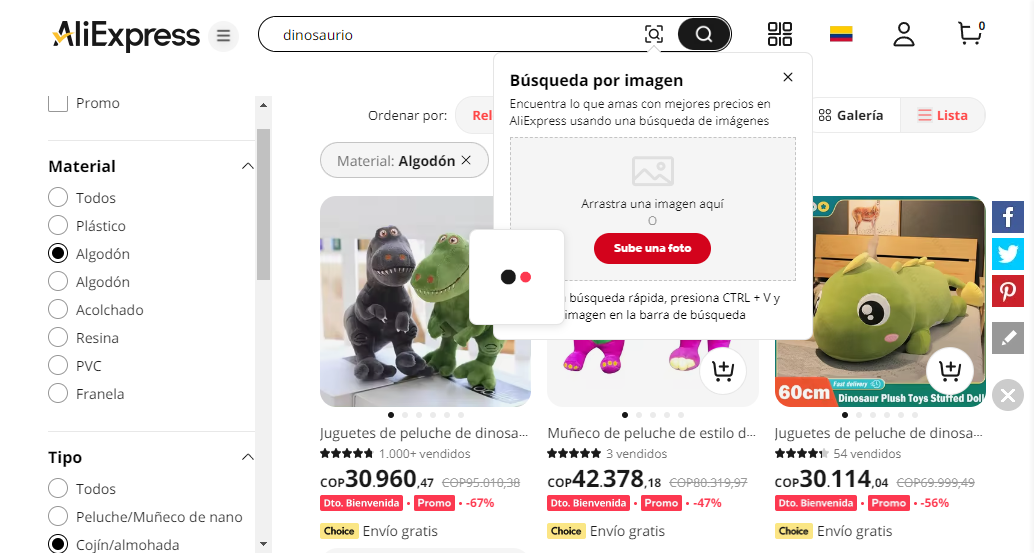 AliExpress
dinosaurio
0
Búsqueda por imagen
Encuentra lo que amas con mejores precios en
AliExpress usando una búsqueda de imágenes
Arrastra una imagen aquí
O
Sube una foto
búsqueda rápida, presiona CTRL + V y
imagen en la barra de búsqueda
Promo
Material
Todos
Plástico
Algodón
Algodón
Acolchado
Resina
PVC
Franela
Tipo
Todos
Peluche/Muñeco de nano
Cojín/almohada
Ordenar por:
Galería
Lista
Material: Algodón
60cm
Fast delivery
Dinosaur Plush Toys Stuffed Doll
Juguetes de peluche de dinosa...
1.000+ vendidos
COP30.960,47 COP95.010,38
Dto. Bienvenida • Promo • -67%
Choice Envío gratis
Muñeco de peluche de estilo d...
3 vendidos
COP42.378,18 COP80.319,97
Dto. Bienvenida • Promo • -47%
Choice Envío gratis
Juguetes de peluche de dinosa...
54 vendidos
COP30.114,04 COP69.999,49
Dto. Bienvenida • Promo • -56%
Choice Envío gratis